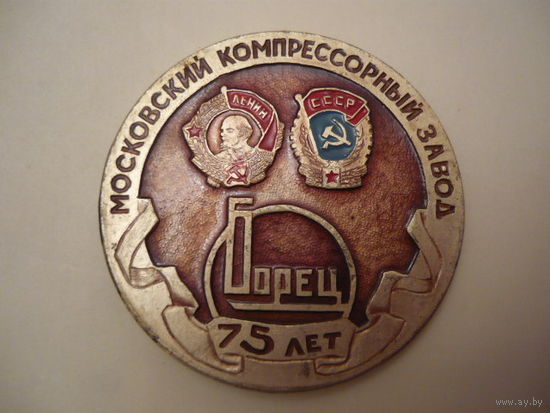 МОСКОВСКИЙ КОМПРЕССОРНЫЙ ЗАВОД
ЛЕНИН
СССР
БОРЕЦ
75 ЛЕТ
www.ay.by